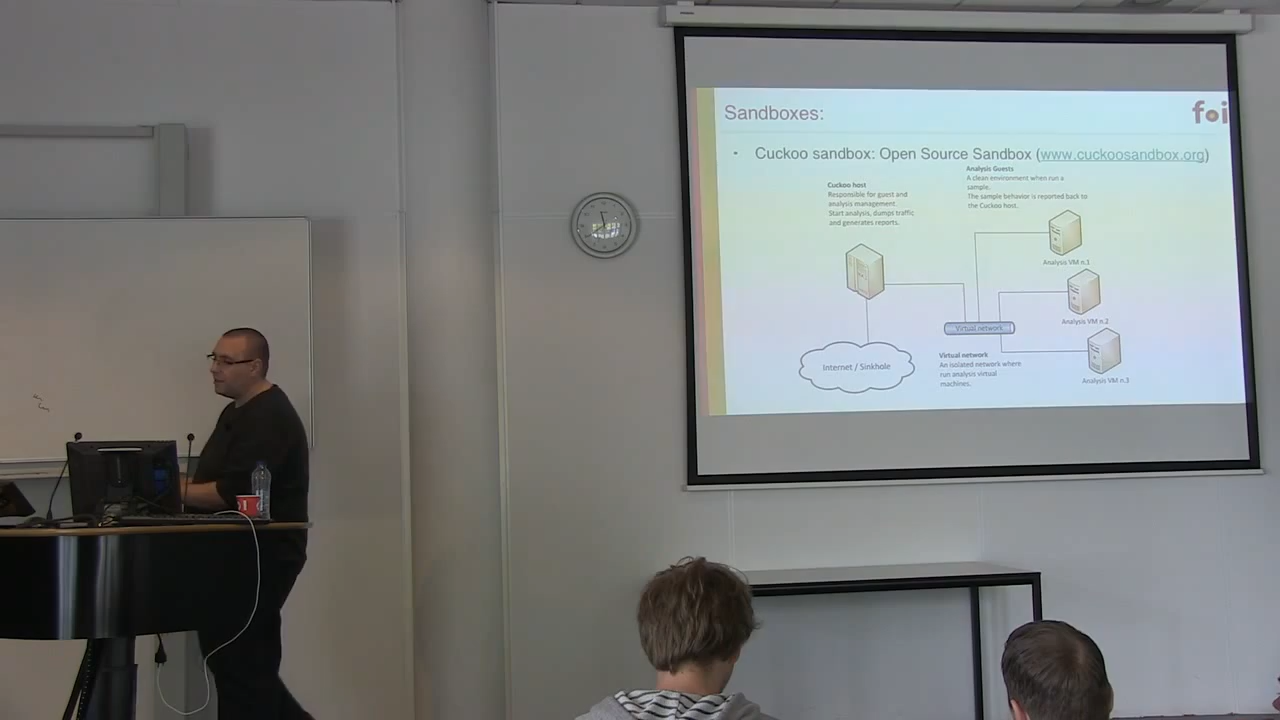 Sandboxes:
foi
• Cuckoo sandbox: Open Source Sandbox (www.cuckoosandbox.org)
Cuckoo host
Responsible for guest and
analysis management.
Start analysis, dumps traffic
and generates reports.
Analysis Guests
A clean environment when run a
sample.
The sample behavior is reported back to
the Cuckoo host.
Analysis VM n.1
Analysis VM n.2
Virtual network
Analysis VM n.3
Internet / Sinkhole
Virtual network
An isolated network where
run analysis virtual
machines.